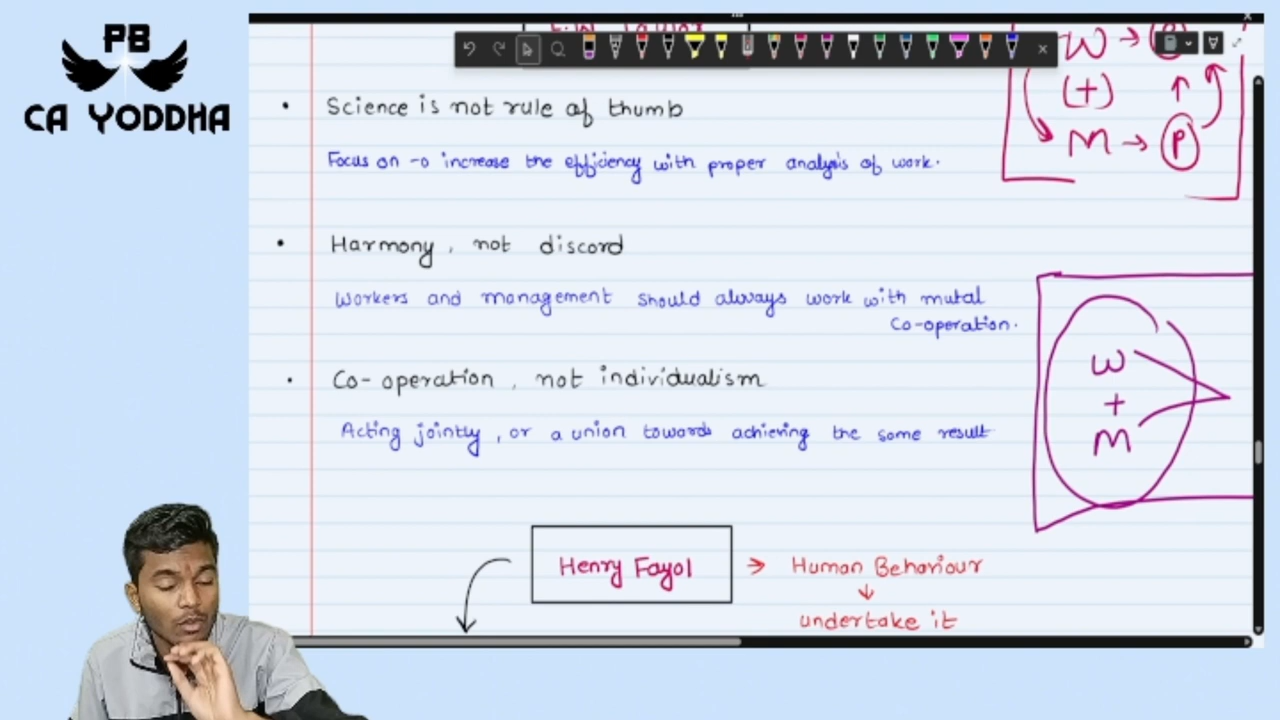 PB
CA YODDHA
W →
(+)
M → P
• Science is not rule of thumb
Focus on → increase the efficiency with proper analysis of work.
• Harmony, not discord
Workers and management should always work with mutal
Co-operation.
• Co-operation, not individualism
Acting jointly, or a union towards achieving the same result
W
+
M
Henry Fayol → Human Behaviour
↓
undertake it